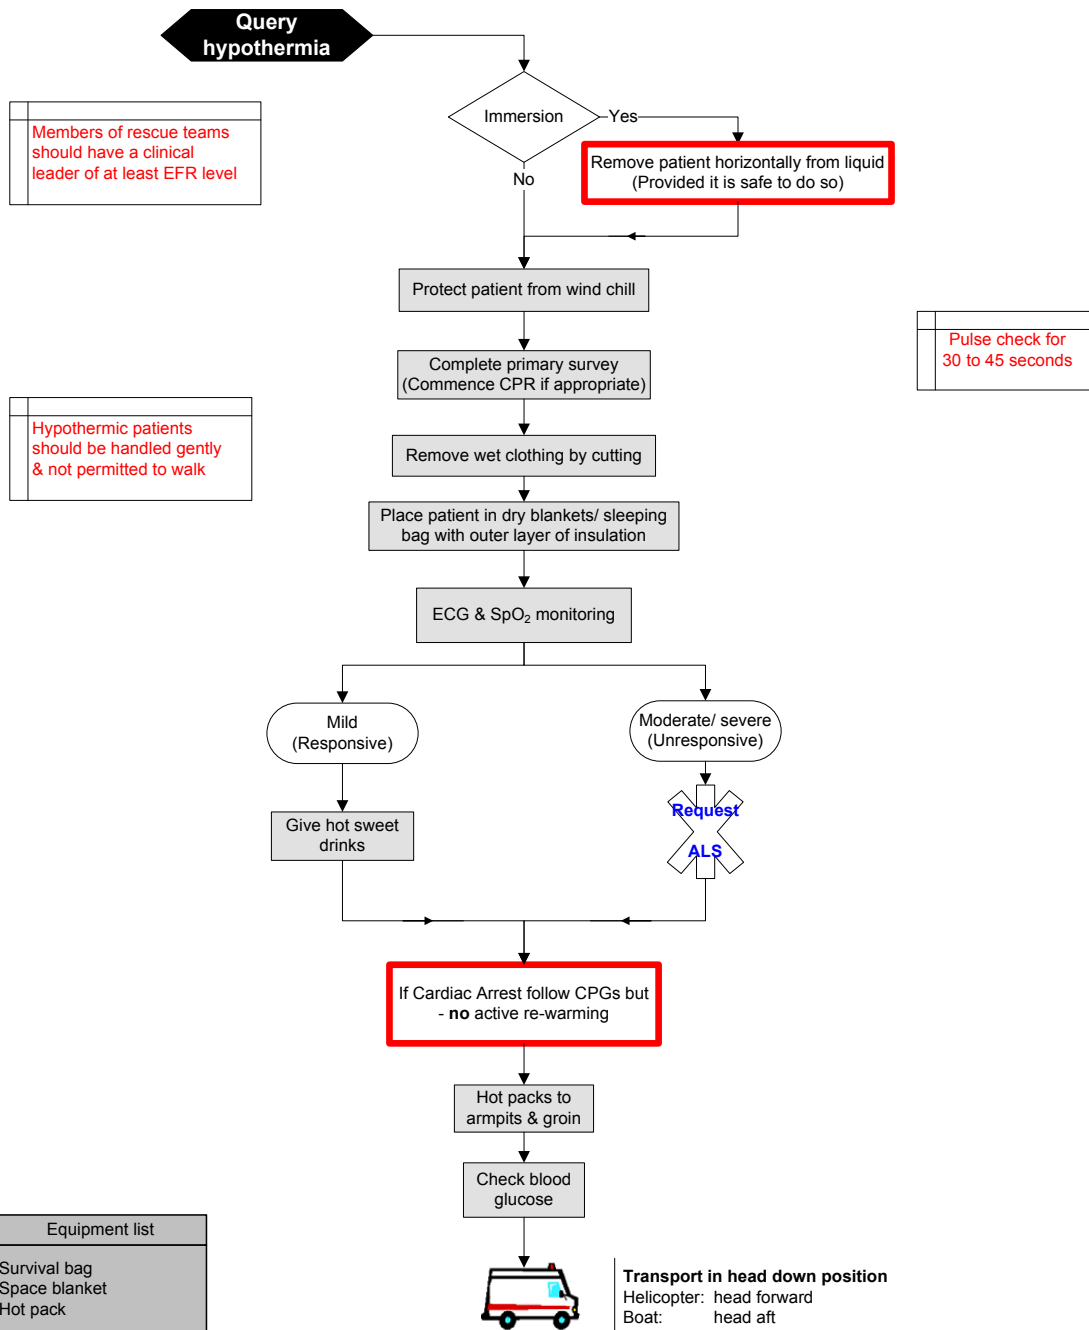 Query
hypothermia
Immersion
Yes
No
Members of rescue teams
should have a clinical
leader of at least EFR level
Remove patient horizontally from liquid
(Provided it is safe to do so)
Protect patient from wind chill
Pulse check for
30 to 45 seconds
Complete primary survey
(Commence CPR if appropriate)
Hypothermic patients
should be handled gently
& not permitted to walk
Remove wet clothing by cutting
Place patient in dry blankets/ sleeping
bag with outer layer of insulation
ECG & SpO₂ monitoring
Mild
(Responsive)
Moderate/ severe
(Unresponsive)
Request
ALS
Give hot sweet
drinks
If Cardiac Arrest follow CPGs but
- no active re-warming
Hot packs to
armpits & groin
Check blood
glucose
Equipment list
Survival bag
Space blanket
Hot pack
Transport in head down position
Helicopter: head forward
Boat: head aft